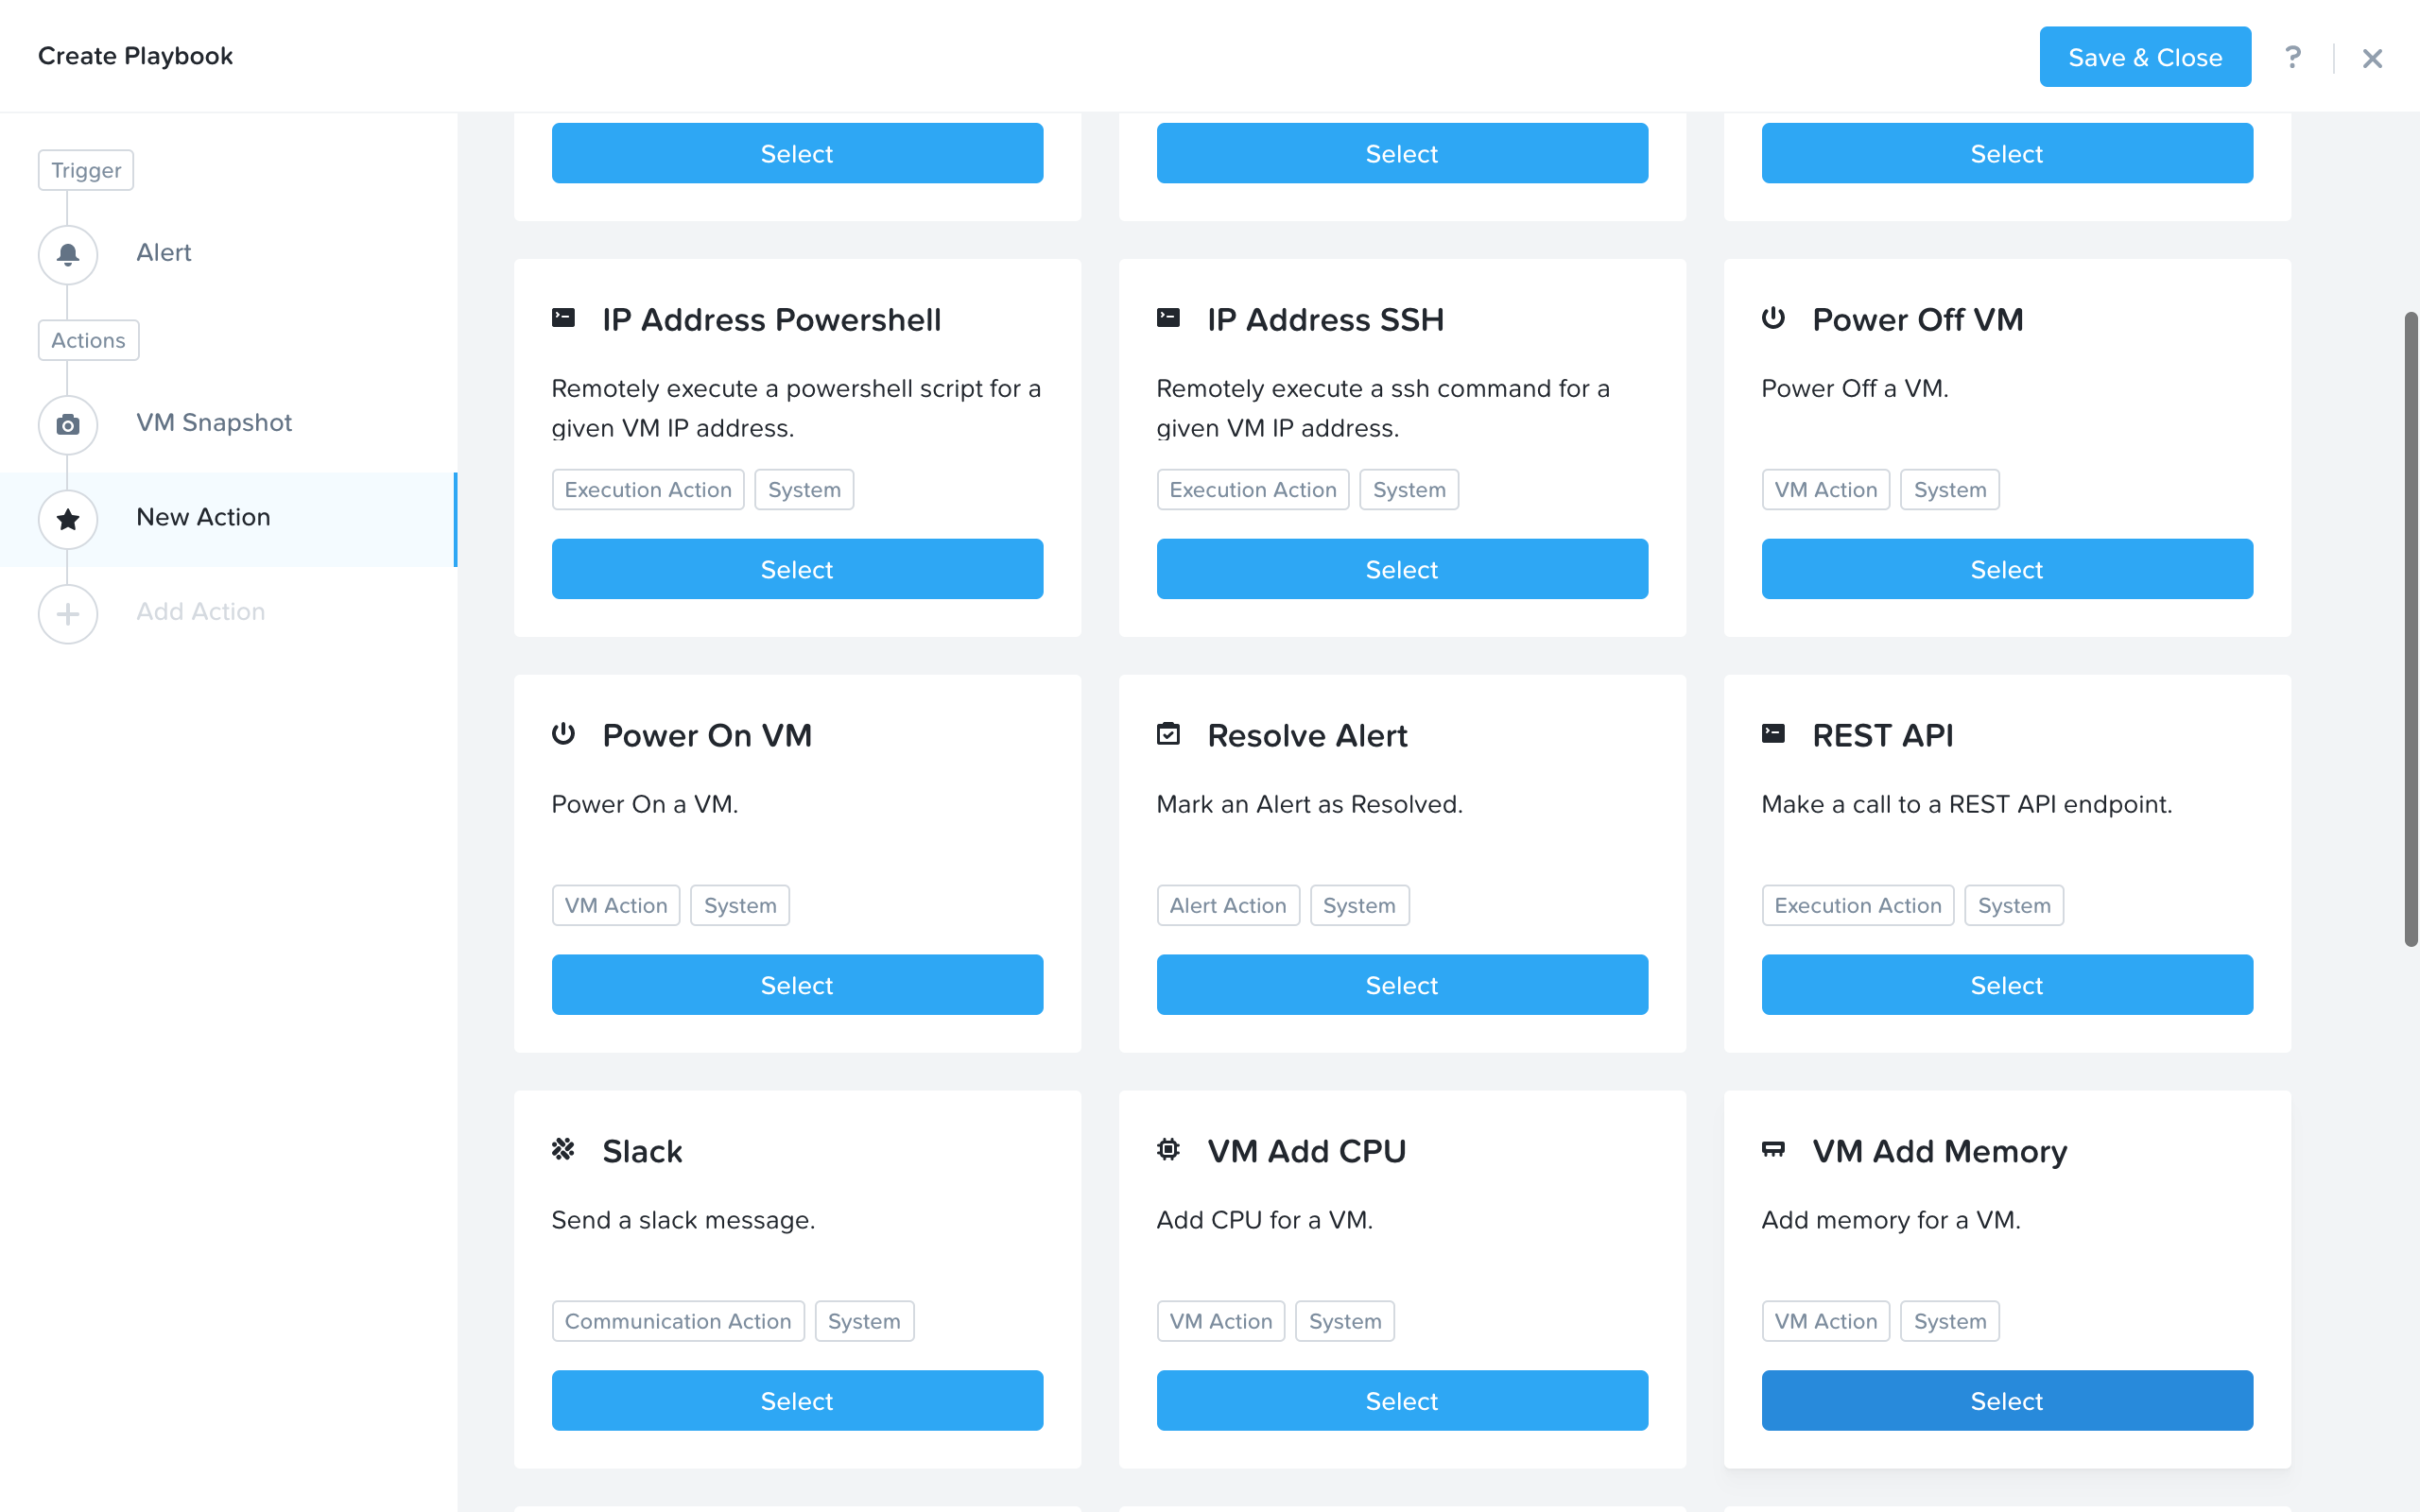 Create Playbook
Save & Close
?
Trigger
Alert
Actions
VM Snapshot
New Action
Add Action
Select
Select
Select
IP Address Powershell
Remotely execute a powershell script for a
given VM IP address.
Execution Action
System
Select
IP Address SSH
Remotely execute a ssh command for a
given VM IP address.
Execution Action
System
Select
Power Off VM
Power Off a VM.
VM Action
System
Select
Power On VM
Power On a VM.
VM Action
System
Select
Resolve Alert
Mark an Alert as Resolved.
Alert Action
System
Select
REST API
Make a call to a REST API endpoint.
Execution Action
System
Select
Slack
Send a slack message.
Communication Action
System
Select
VM Add CPU
Add CPU for a VM.
VM Action
System
Select
VM Add Memory
Add memory for a VM.
VM Action
System
Select